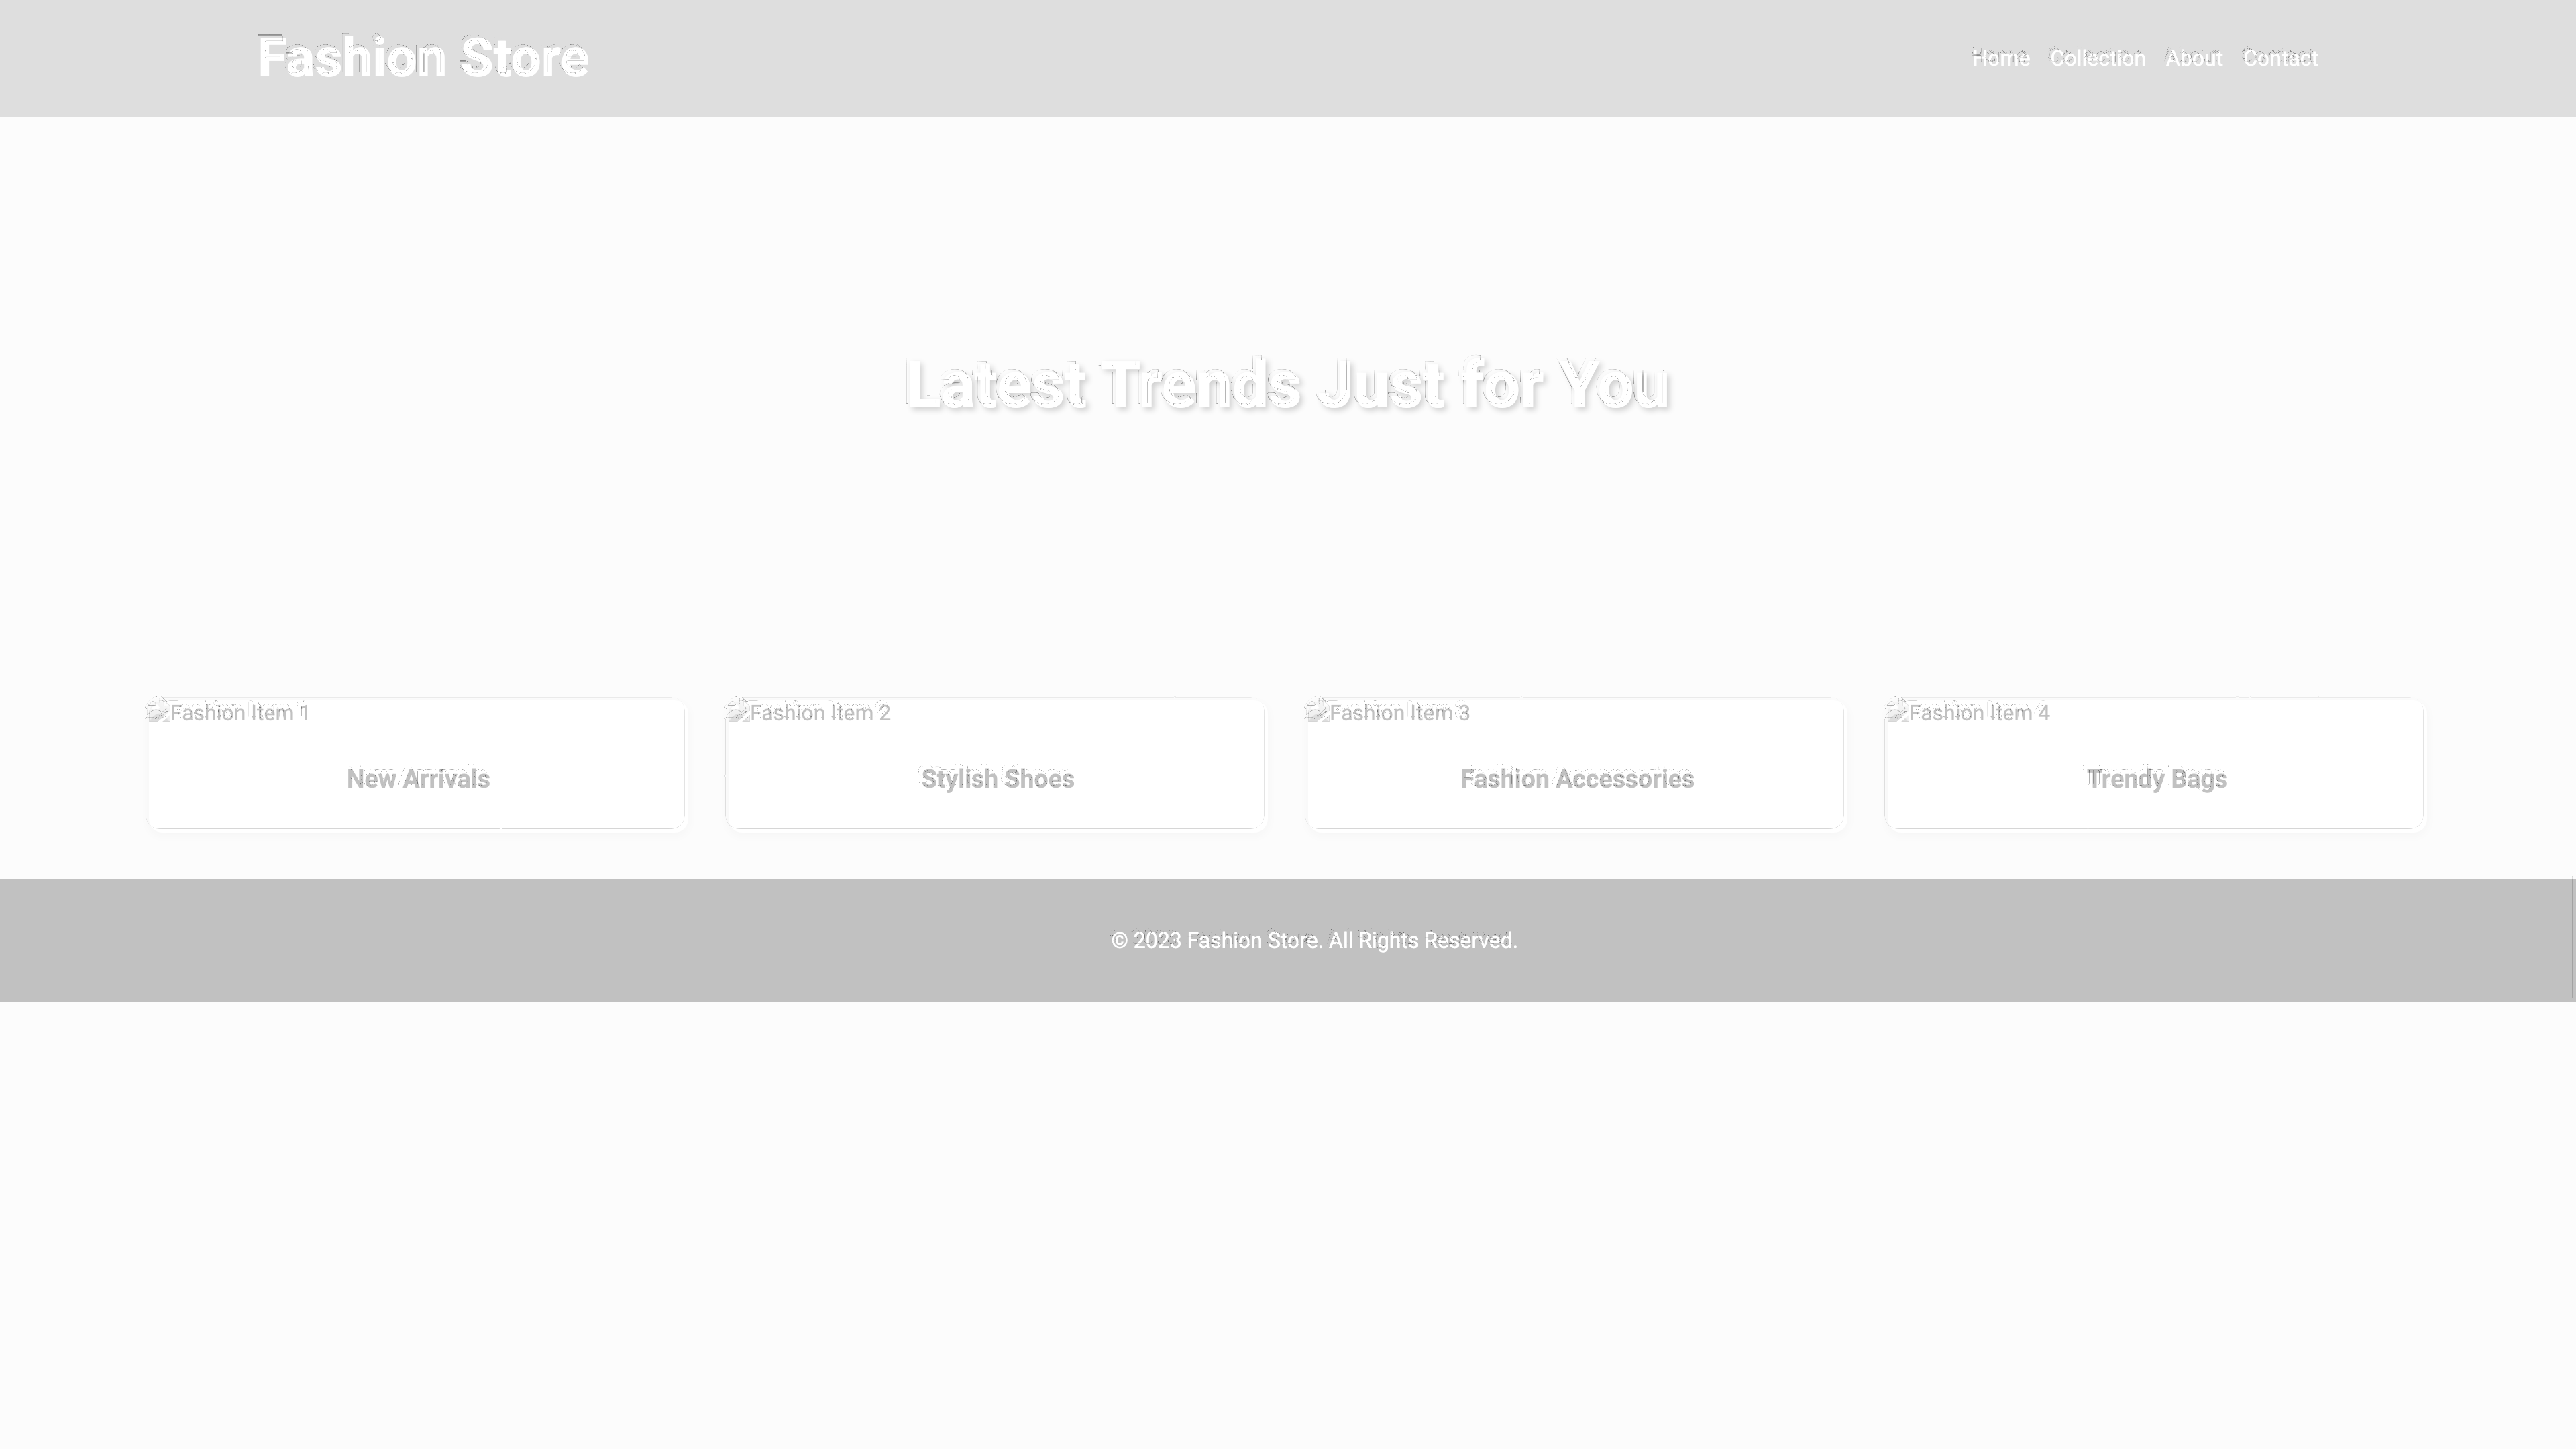 Fashion Store
Home Collection About Contact
Latest Trends Just for You
Fashion Item 1
Fashion Item 2
Fashion Item 3
Fashion Item 4
New Arrivals
Stylish Shoes
Fashion Accessories
Trendy Bags
© 2023 Fashion Store. All Rights Reserved.